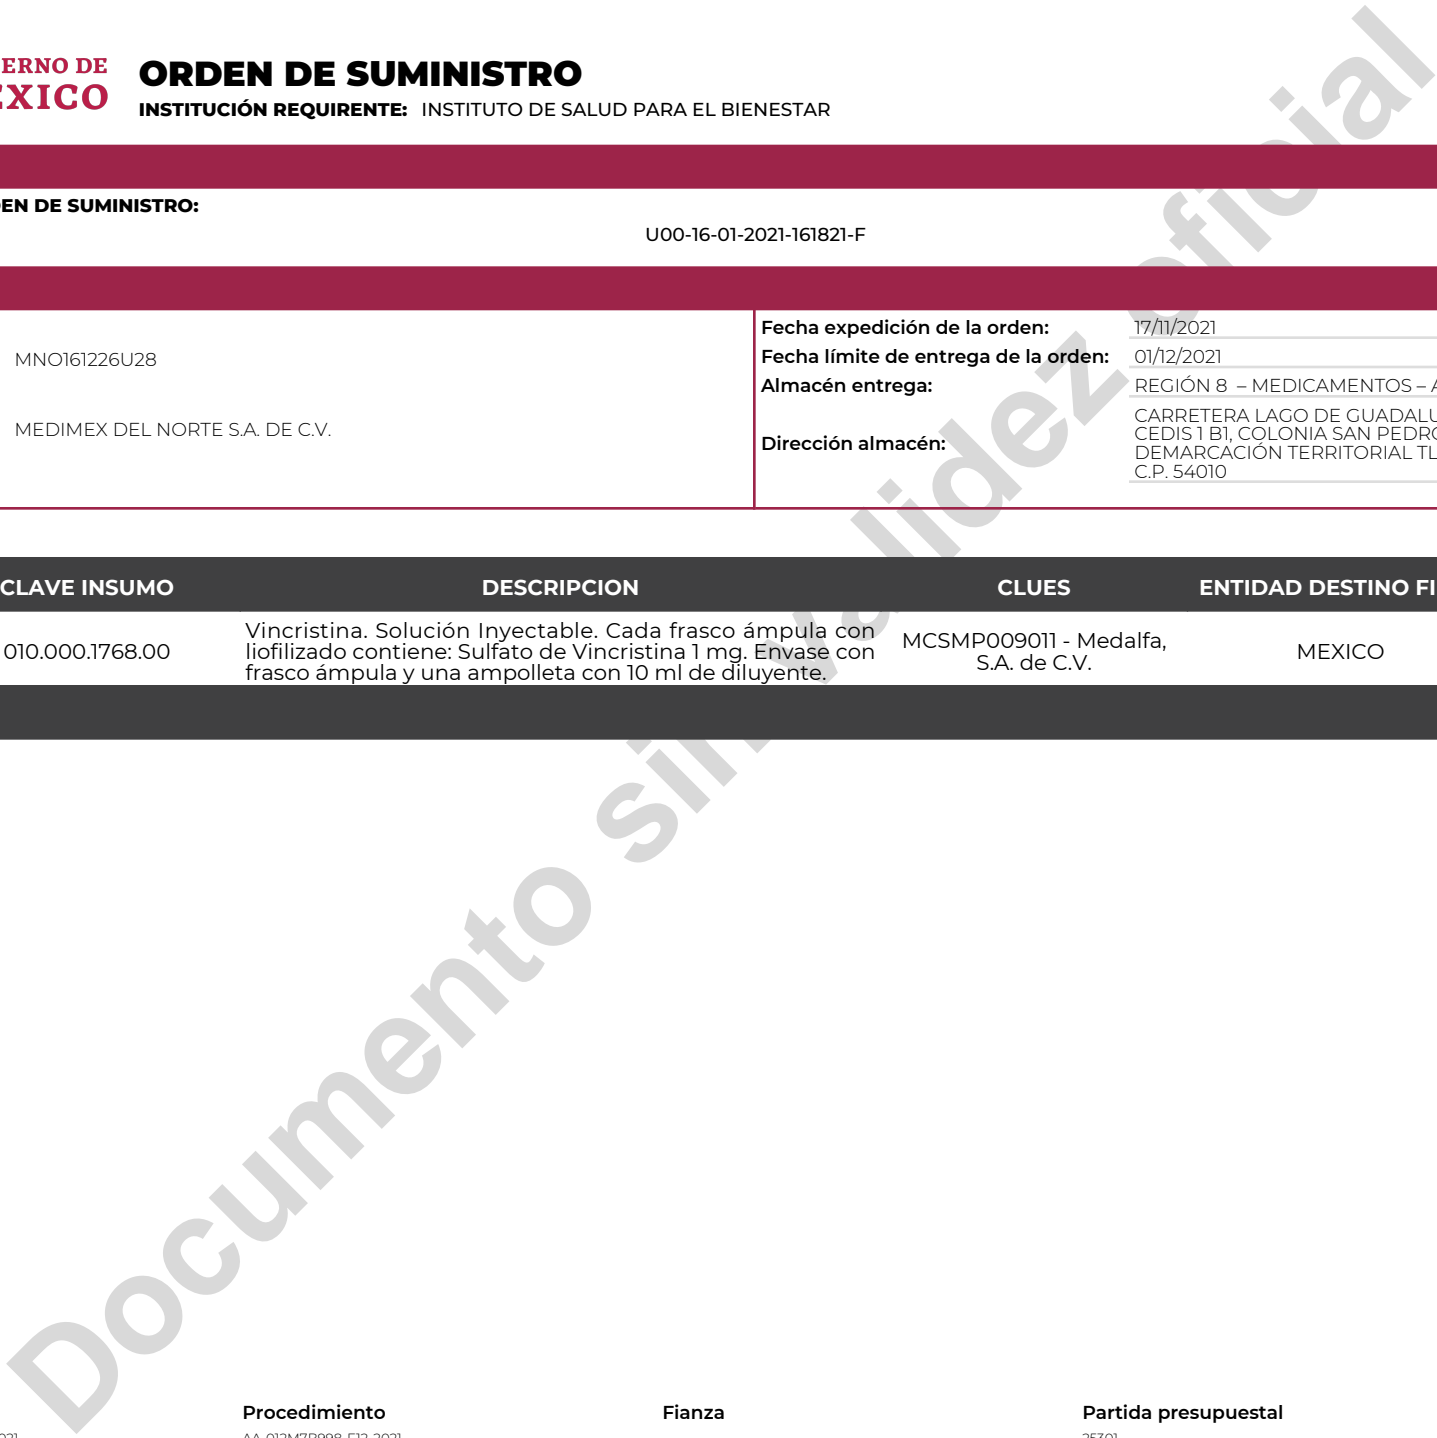 ERNO DE
ORDEN DE SUMINISTRO
INSTITUCIÓN REQUIRENTE: INSTITUTO DE SALUD PARA EL BIENESTAR
EN DE SUMINISTRO:
U00-16-01-2021-161821-F
MNO161226U28
MEDIMEX DEL NORTE S.A. DE C.V.
Fecha expedición de la orden: 17/11/2021
Fecha límite de entrega de la orden: 01/12/2021
Almacén entrega: REGIÓN 8 – MEDICAMENTOS – A
Dirección almacén:
CARRETERA LAGO DE GUADALU
CEDIS 1 B1, COLONIA SAN PEDRO
DEMARCACIÓN TERRITORIAL TL
C.P. 54010
CLAVE INSUMO DESCRIPCION CLUES ENTIDAD DESTINO FI
010.000.1768.00
Vincristina. Solución Inyectable. Cada frasco ámpula con
liofilizado contiene: Sulfato de Vincristina 1 mg. Envase con
frasco ámpula y una ampolleta con 10 ml de diluyente.
MCSMP009011 - Medalfa,
S.A. de C.V.
MEXICO
Documento sin validez oficial
Procedimiento Fianza Partida presupuestal